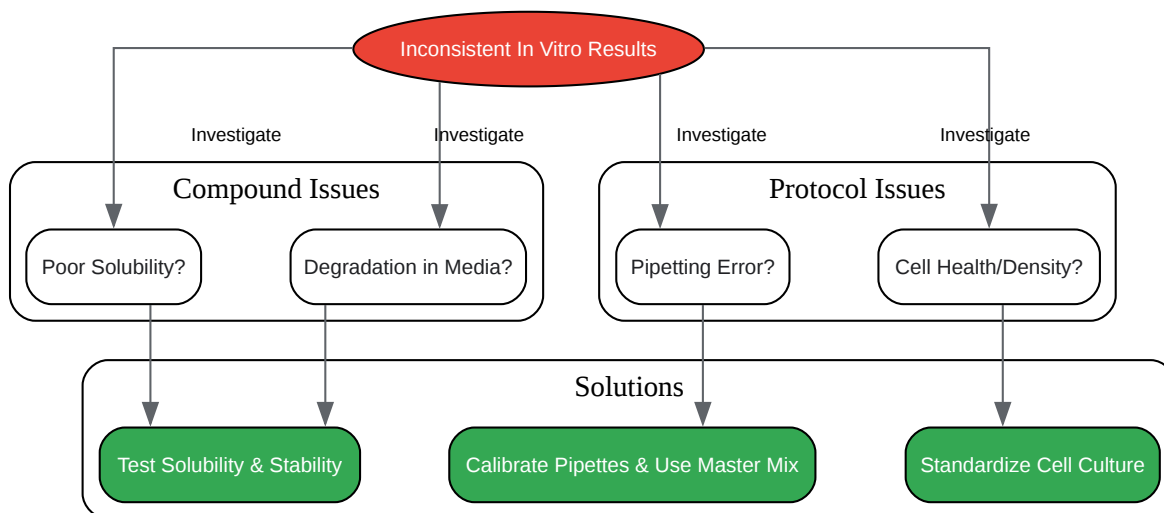 Inconsistent In Vitro Results
Investigate
Investigate
Investigate
Investigate
Compound Issues
Protocol Issues
Poor Solubility?
Degradation in Media?
Pipetting Error?
Cell Health/Density?
Solutions
Test Solubility & Stability
Calibrate Pipettes & Use Master Mix
Standardize Cell Culture